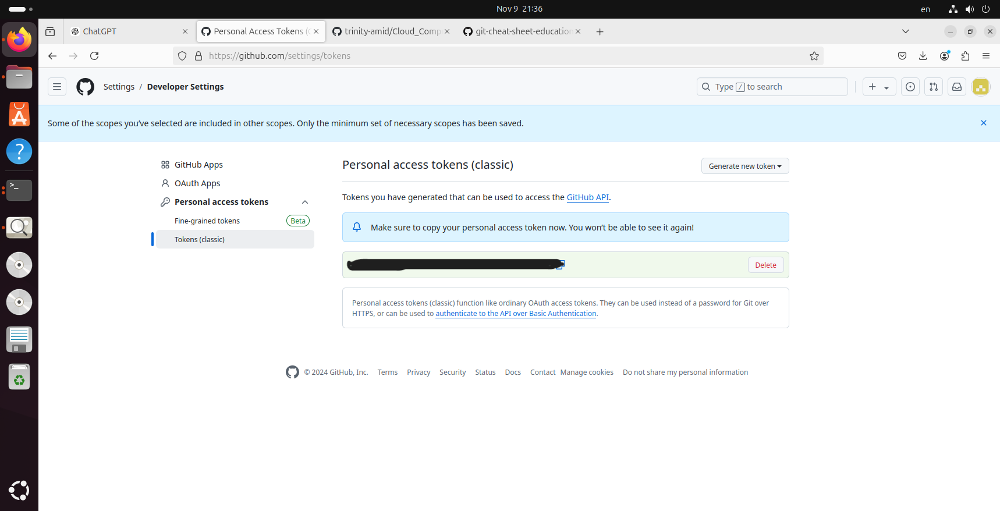 Nov 9 21:36
en
ChatGPT
Personal Access Tokens (
trinity-amid/Cloud_Comp
git-cheat-sheet-education
https://github.com/settings/tokens
Settings / Developer Settings
Type / to search
Some of the scopes you've selected are included in other scopes. Only the minimum set of necessary scopes has been saved.
GitHub Apps
OAuth Apps
Personal access tokens
Fine-grained tokens
Beta
Tokens (classic)
Personal access tokens (classic)
Generate new token
Tokens you have generated that can be used to access the GitHub API.
Make sure to copy your personal access token now. You won't be able to see it again!
Delete
Personal access tokens (classic) function like ordinary OAuth access tokens. They can be used instead of a password for Git over
HTTPS, or can be used to authenticate to the API over Basic Authentication.
© 2024 GitHub, Inc. Terms Privacy Security Status Docs Contact Manage cookies Do not share my personal information